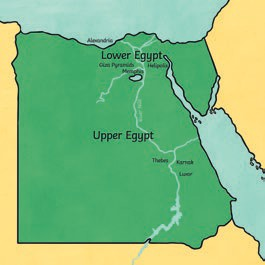 Alexandria
Lower Egypt
Giza Pyramids
Heliopolis
Memphis
Upper Egypt
Thebes
Karnak
Luxor